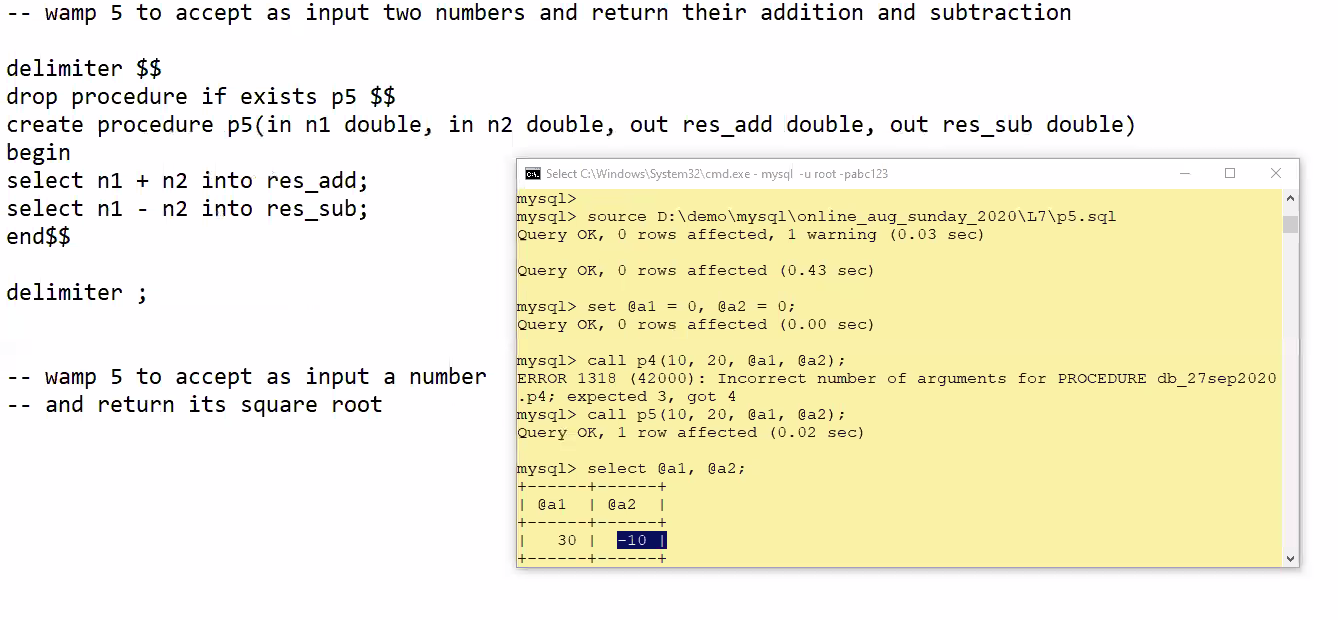 -- wamp 5 to accept as input two numbers and return their addition and subtraction
delimiter $$
drop procedure if exists p5 $$
create procedure p5(in n1 double, in n2 double, out res_add double, out res_sub double)
begin
select n1 + n2 into res_add;
select n1 - n2 into res_sub;
end$$
delimiter ;
-- wamp 5 to accept as input a number
-- and return its square root
Select C:\Windows\System32\cmd.exe - mysql  -u root -pabc123
mysql>
mysql> source D:\demo\mysql\online_aug_sunday_2020\L7\p5.sql
Query OK, 0 rows affected, 1 warning (0.03 sec)
Query OK, 0 rows affected (0.43 sec)
mysql> set @a1 = 0, @a2 = 0;
Query OK, 0 rows affected (0.00 sec)
mysql> call p4(10, 20, @a1, @a2);
ERROR 1318 (42000): Incorrect number of arguments for PROCEDURE db_27sep2020
.p4; expected 3, got 4
mysql> call p5(10, 20, @a1, @a2);
Query OK, 1 row affected (0.02 sec)
mysql> select @a1, @a2;
+------+------+
| @a1  | @a2  |
+------+------+
|   30 |  -10 |
+------+------+